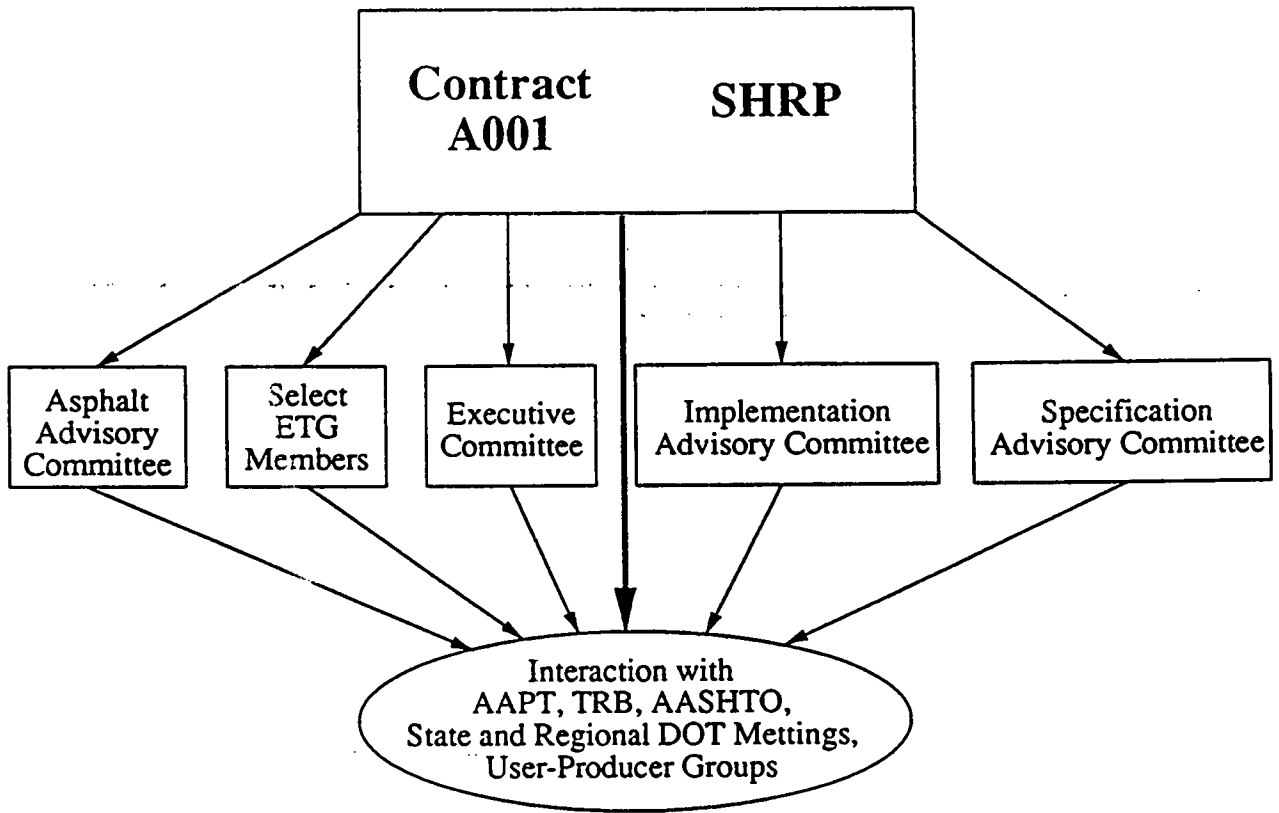 Contract
A001
SHRP
Asphalt
Advisory
Committee
Select
ETG
Members
Executive
Committee
Implementation
Advisory Committee
Specification
Advisory Committee
Interaction with
AAPT, TRB, AASHTO,
State and Regional DOT Mettings,
User-Producer Groups